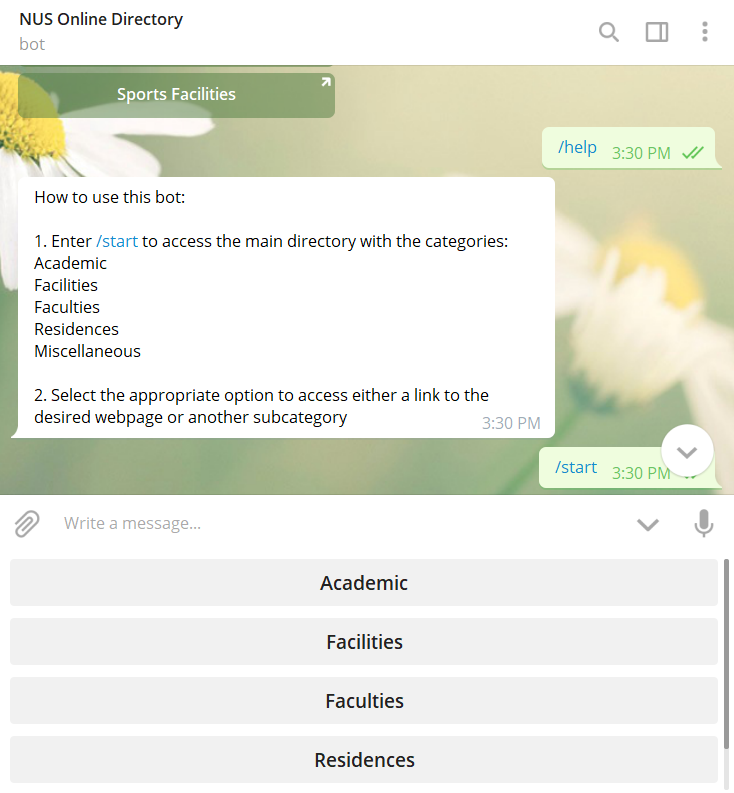 NUS Online Directory
bot
Sports Facilities
/help 3:30 PM
How to use this bot:
1. Enter /start to access the main directory with the categories:
Academic
Facilities
Faculties
Residences
Miscellaneous
2. Select the appropriate option to access either a link to the
desired webpage or another subcategory
3:30 PM
/start 3:30 PM
Write a message...
Academic
Facilities
Faculties
Residences